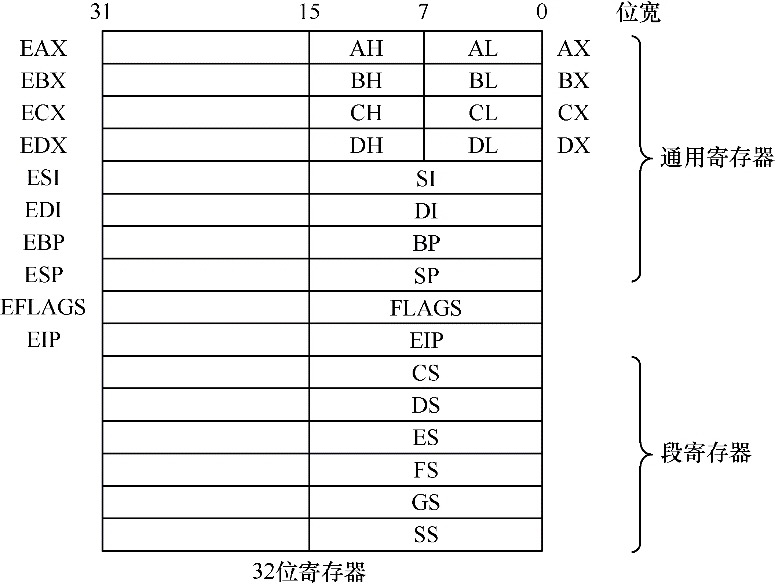 31 15 7 0 位宽
EAX AH AL AX
EBX BH BL BX
ECX CH CL CX
EDX DH DL DX
通用寄存器
ESI SI
EDI DI
EBP BP
ESP SP
EFLAGS FLAGS
EIP EIP
CS
DS
ES
段寄存器
FS
GS
SS
32位寄存器